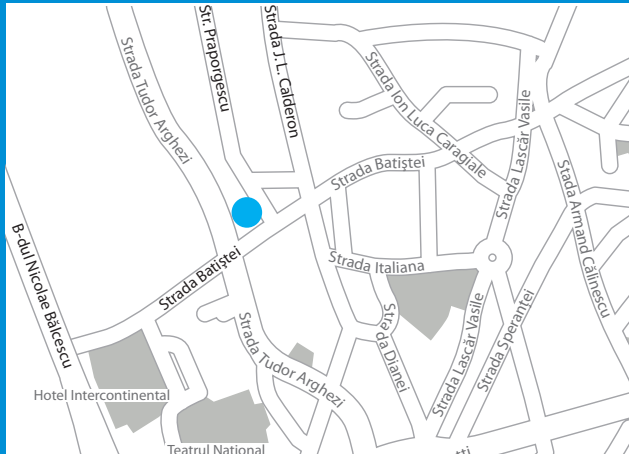 Strada Tudor Arghezi
Str. Praporgescu
Strada J. L. Calderon
Strada Ion Luca Caragiale
Strada Lascăr Vasile
Strada Batiștei
Stada Armand Călinescu
B-dul Nicolae Bălcescu
Strada Batiștei
Strada Italiana
Strada Tudor Arghezi
Strada Dianei
Strada Lascăr Vasile
Strada Speranței
Hotel Intercontinental
Teatrul National